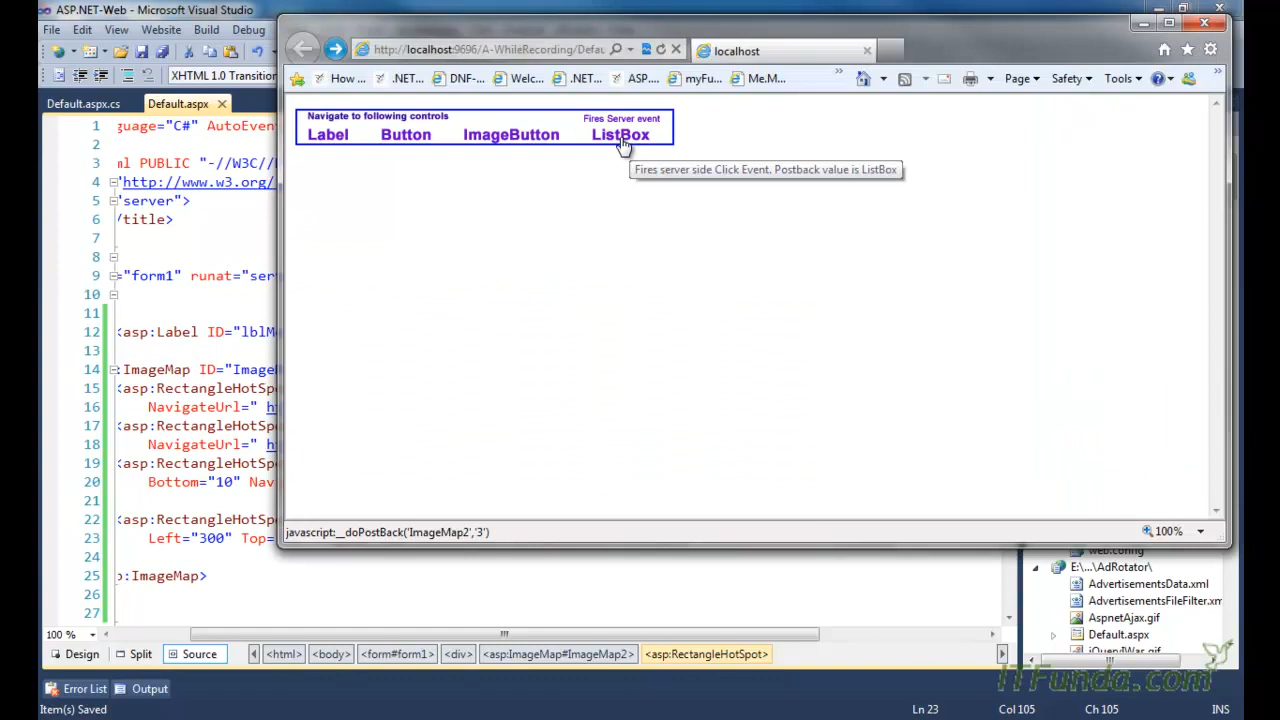 ASP.NET-Web - Microsoft Visual Studio
File Edit View Website Build Debug
XHTML 1.0 Transition
Default.aspx.cs Default.aspx
1 guage="C#" AutoEven
2
3 ml PUBLIC "-//W3C//
4 "http://www.w3.org/
5 "server">
6 /title>
7
8
9 ="form1" runat="ser
10
11
12 <asp:Label ID="lblM
13
14 :ImageMap ID="Image
15 <asp:RectangleHotSp
16 NavigateUrl=" h
17 <asp:RectangleHotSp
18 NavigateUrl=" h
19 <asp:RectangleHotSp
20 Bottom="10" Nav
21
22 <asp:RectangleHotSp
23 Left="300" Top=
24
25 p:ImageMap>
26
27
http://localhost:9696/A-WhileRecording/Defau
localhost
How ... .NET... DNF-... Welc... .NET... ASP.... myFu... Me.M...
Page Safety Tools
Navigate to following controls Fires Server event
Label Button ImageButton ListBox
Fires server side Click Event. Postback value is ListBox
javascript:__doPostBack('ImageMap2','3')
100%
web.config
E:\...\AdRotator\
AdvertisementsData.xml
AdvertisementsFileFilter.xm
AspnetAjax.gif
Default.aspx
jQueryIWas.gif
100 %
Design Split Source <html> <body> <form#form1> <div> <asp:ImageMap#ImageMap2> <asp:RectangleHotSpot>
ITFunda.com
Error List Output
Item(s) Saved Ln 23 Col 105 Ch 105 INS